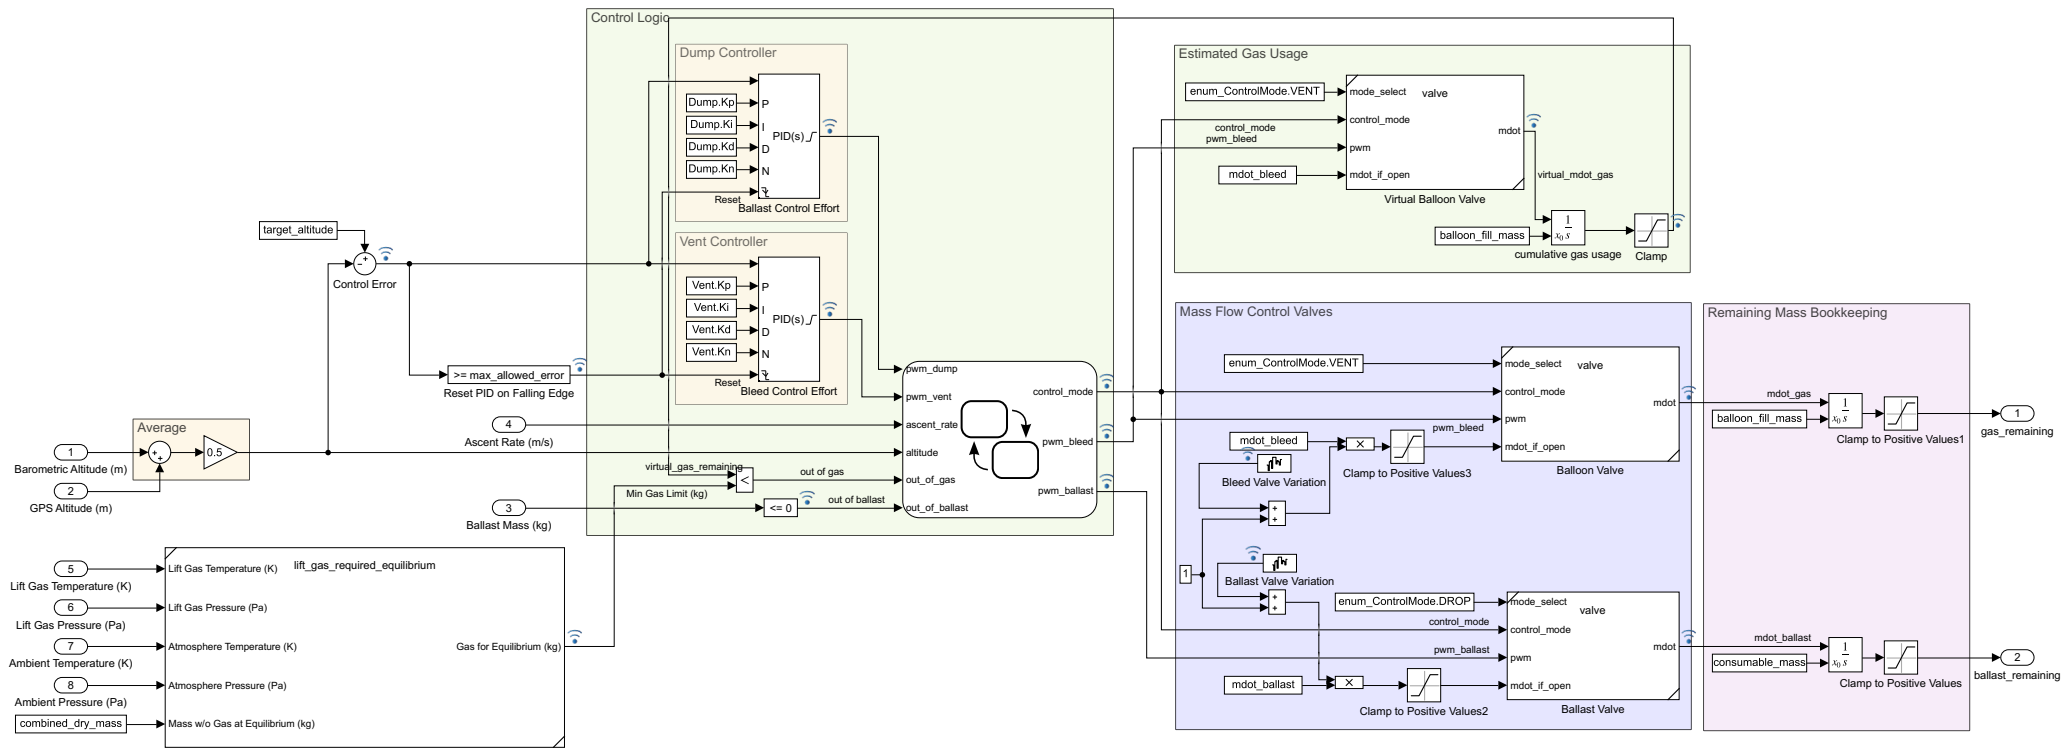 Control Logic
Dump Controller
Dump.Kp
Dump.Ki
Dump.Kd
Dump.Kn
P
I
D
N
PID(s)
Reset
Ballast Control Effort
Vent Controller
Vent.Kp
Vent.Ki
Vent.Kd
Vent.Kn
P
I
D
N
PID(s)
Reset
Bleed Control Effort
target_altitude
-
+
Control Error
>= max_allowed_error
Reset PID on Falling Edge
Average
1
Barometric Altitude (m)
2
GPS Altitude (m)
+
+
0.5
4
Ascent Rate (m/s)
3
Ballast Mass (kg)
virtual_gas_remaining
Min Gas Limit (kg)
<
out of gas
<= 0
out of ballast
pwm_dump
pwm_vent
ascent_rate
altitude
out_of_gas
out_of_ballast
control_mode
pwm_bleed
pwm_ballast
5
Lift Gas Temperature (K)
6
Lift Gas Pressure (Pa)
7
Ambient Temperature (K)
8
Ambient Pressure (Pa)
combined_dry_mass
lift_gas_required_equilibrium
Lift Gas Temperature (K)
Lift Gas Pressure (Pa)
Atmosphere Temperature (K)
Atmosphere Pressure (Pa)
Mass w/o Gas at Equilibrium (kg)
Gas for Equilibrium (kg)
Estimated Gas Usage
enum_ControlMode.VENT
control_mode
pwm_bleed
mdot_bleed
mode_select
valve
control_mode
pwm
mdot_if_open
mdot
Virtual Balloon Valve
virtual_mdot_gas
balloon_fill_mass
1
x0 s
cumulative gas usage
Clamp
Mass Flow Control Valves
enum_ControlMode.VENT
mode_select
valve
control_mode
pwm
mdot_if_open
mdot
Balloon Valve
pwm_bleed
mdot_bleed
×
Clamp to Positive Values3
Bleed Valve Variation
+
+
1
Ballast Valve Variation
+
+
enum_ControlMode.DROP
control_mode
pwm_ballast
mdot_ballast
×
Clamp to Positive Values2
mode_select
valve
control_mode
pwm
mdot_if_open
mdot
Ballast Valve
Remaining Mass Bookkeeping
mdot_gas
balloon_fill_mass
1
x0 s
Clamp to Positive Values1
1
gas_remaining
mdot_ballast
consumable_mass
1
x0 s
Clamp to Positive Values
2
ballast_remaining